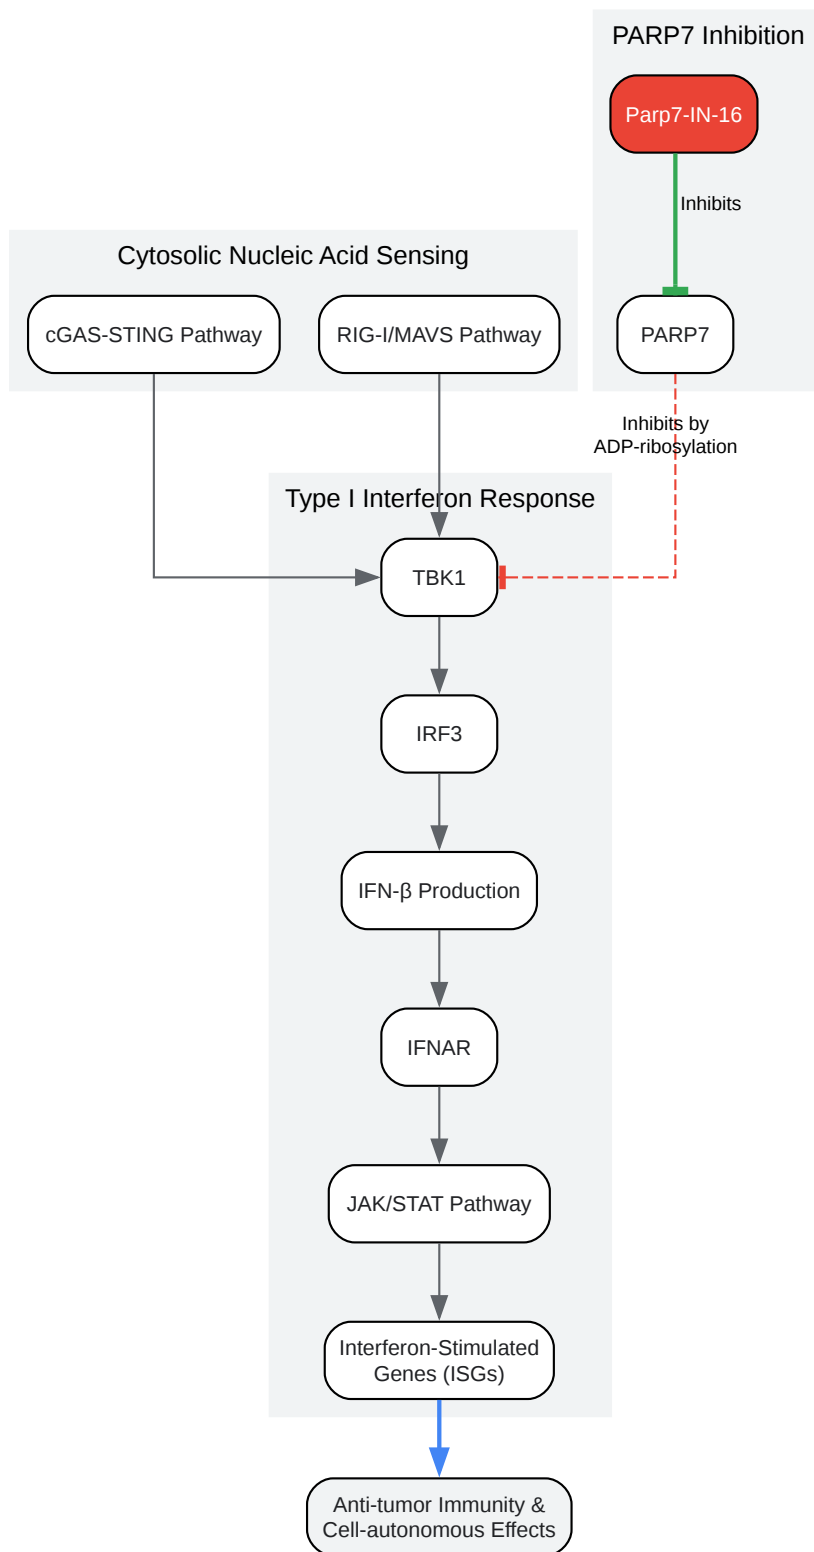 PARP7 Inhibition
Parp7-IN-16
Inhibits
Cytosolic Nucleic Acid Sensing
cGAS-STING Pathway
RIG-I/MAVS Pathway
PARP7
Inhibits by
ADP-ribosylation
Type I Interferon Response
TBK1
IRF3
IFN-β Production
IFNAR
JAK/STAT Pathway
Interferon-Stimulated
Genes (ISGs)
Anti-tumor Immunity &
Cell-autonomous Effects